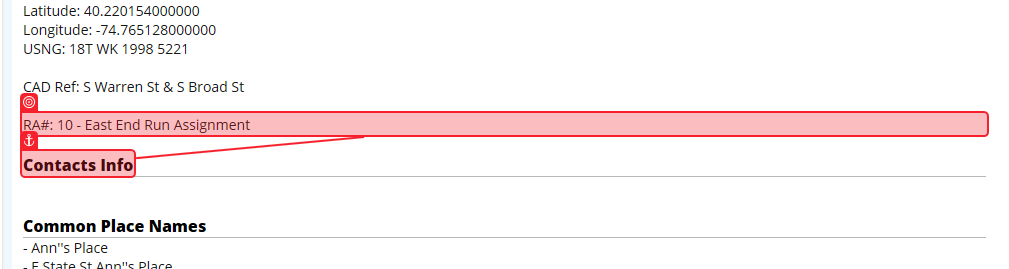 Latitude: 40.220154000000
Longitude: -74.765128000000
USNG: 18T WK 1998 5221
CAD Ref: S Warren St & S Broad St
RA#: 10 - East End Run Assignment
Contacts Info
Common Place Names
- Ann''s Place
- E State St Ann''s Place